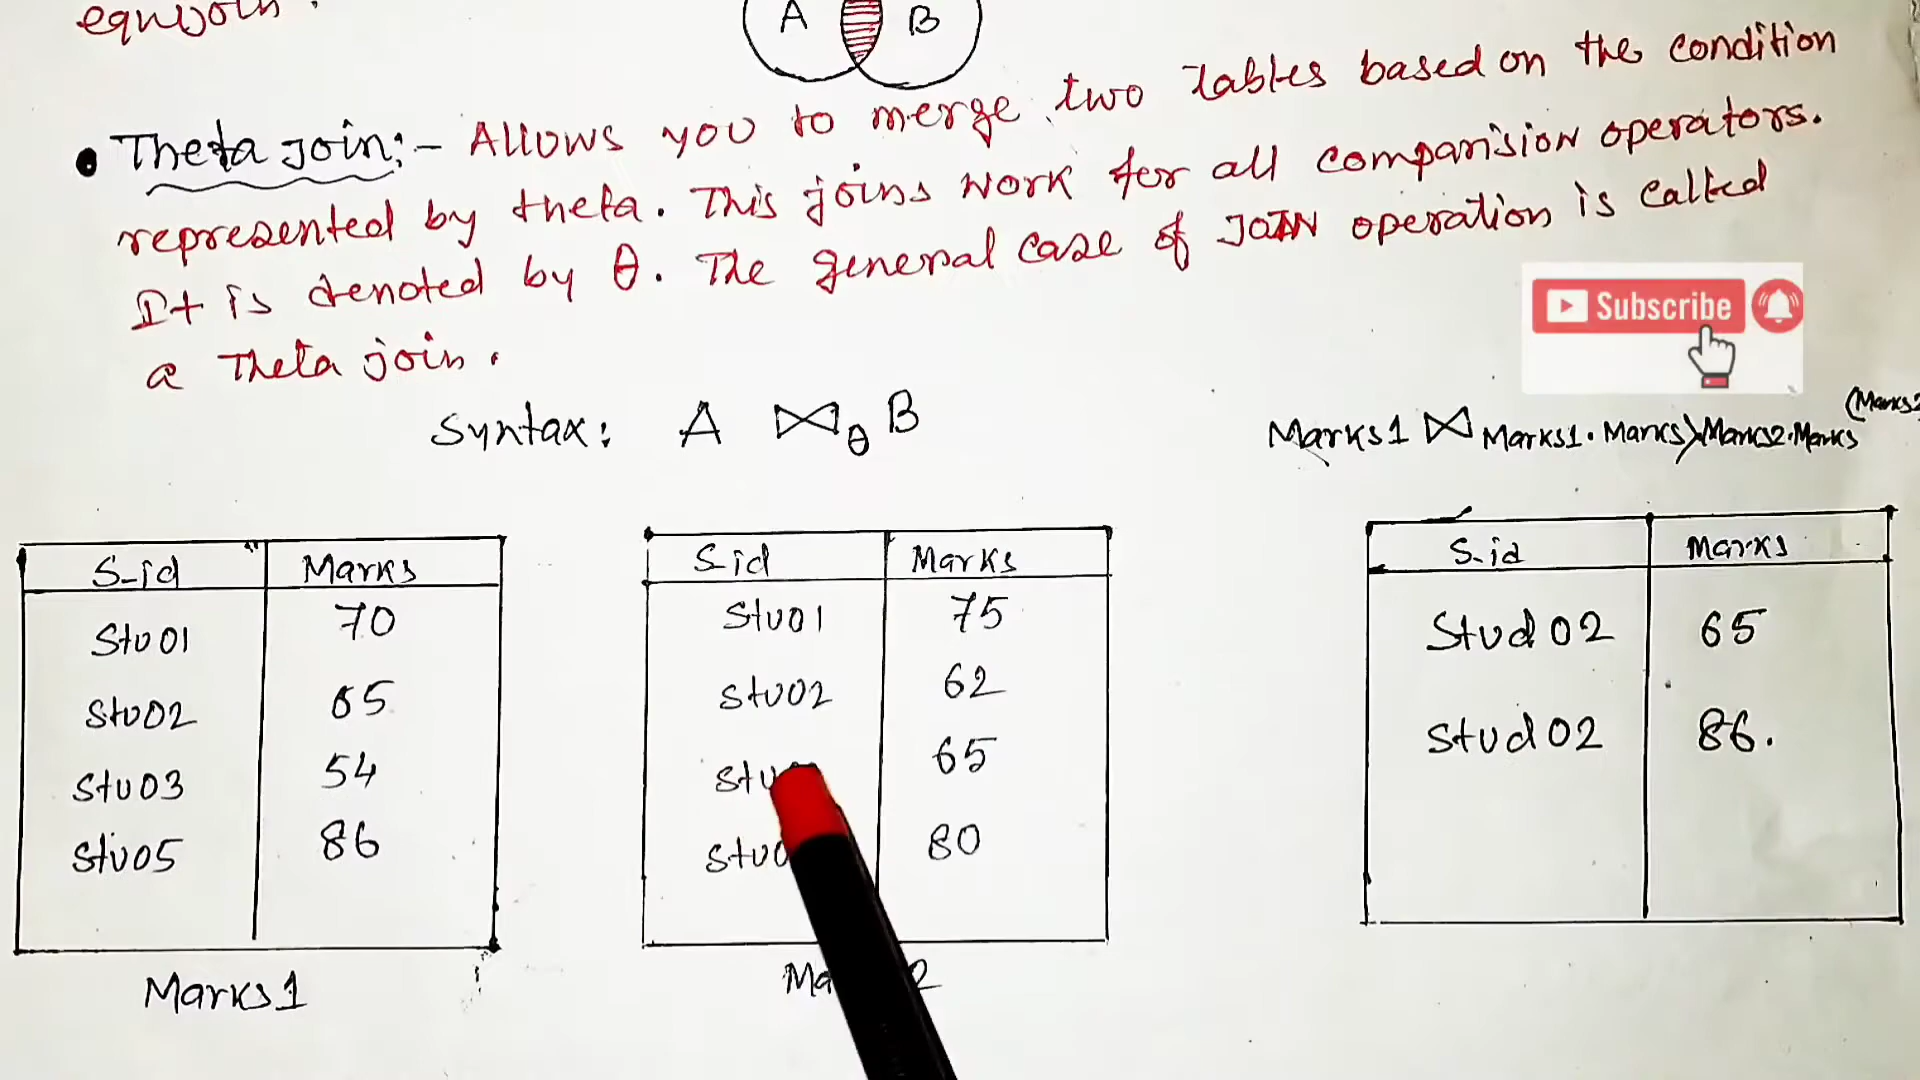 equijoin.
A B
• Theta join:- Allows you to merge two tables based on the condition
represented by theta. This joins work for all comparision operators.
It is denoted by θ. The general case of JOIN operation is called
a Theta join.
Subscribe
Syntax: A ⋈θ B
Marks1 ⋈ Marks1.Marks>Marks2.Marks (Marks2
S_id Marks
Stu01 70
Stu02 65
Stu03 54
Stu05 86
Marks1
S_id Marks
Stu01 75
Stu02 62
65
80
S_id Marks
Stud02 65
Stud02 86.